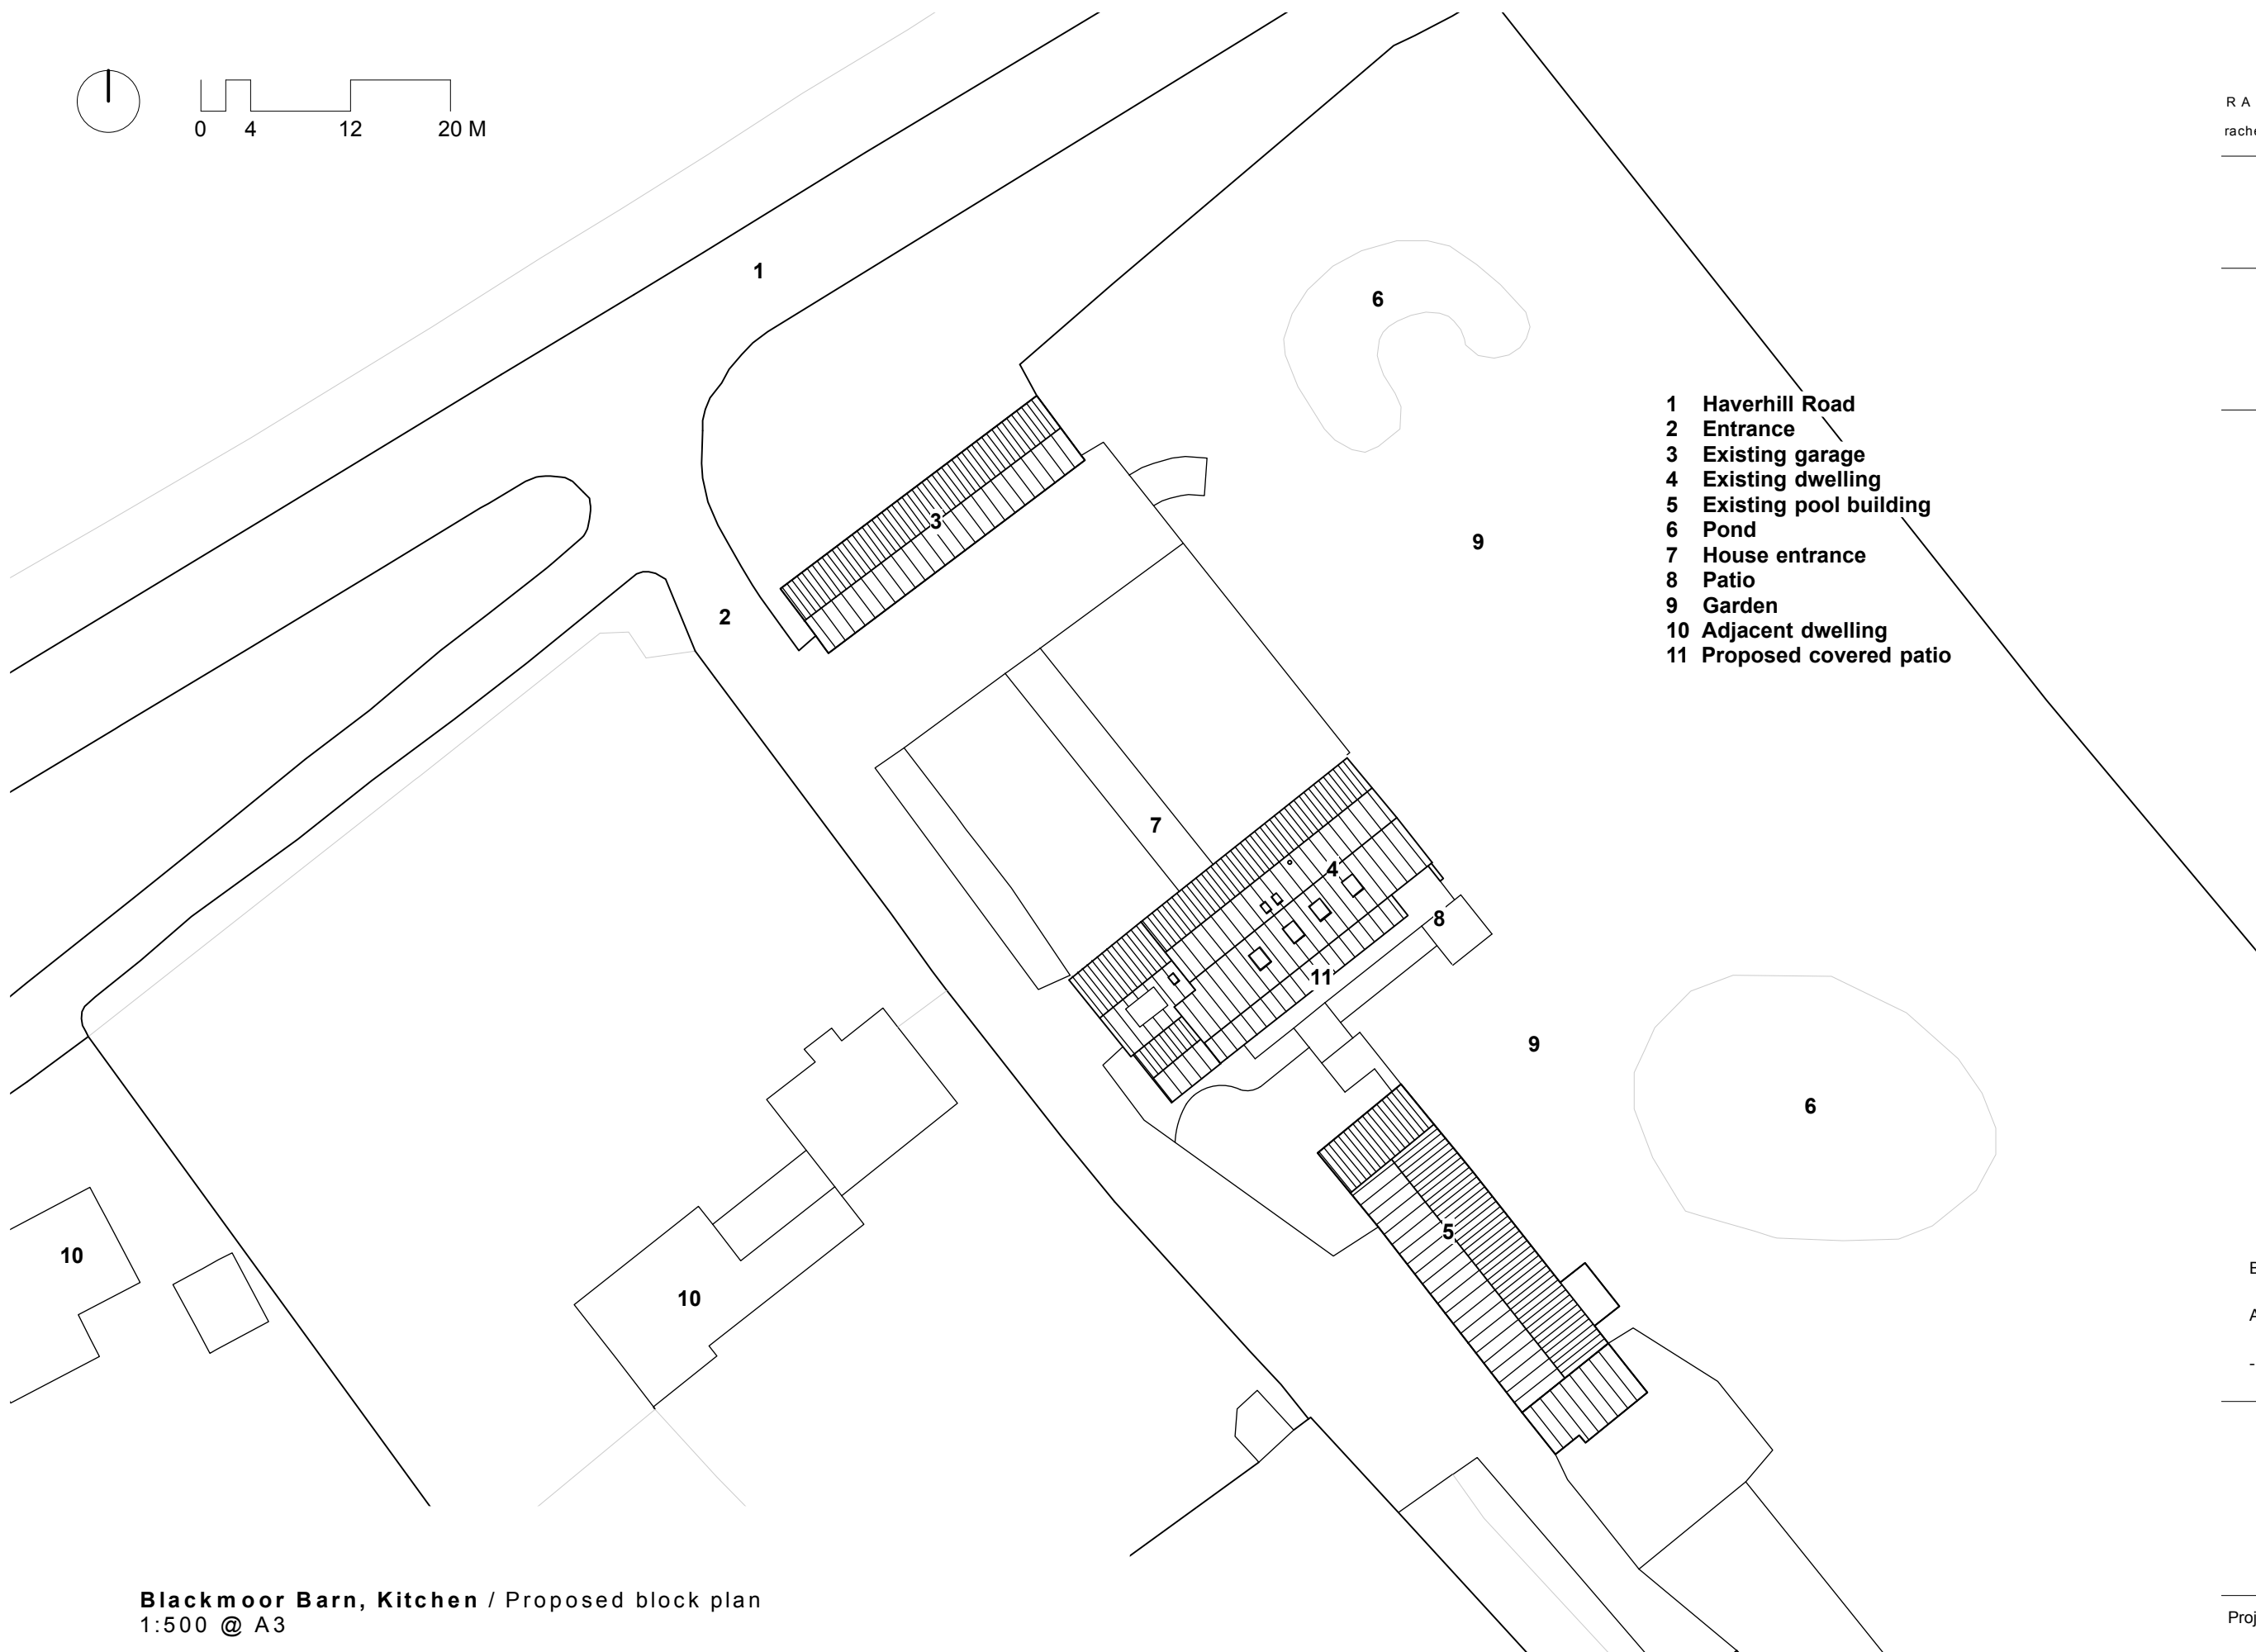 0 4 12 20 M
R A
1
6
1 Haverhill Road
2 Entrance
3 Existing garage
4 Existing dwelling
5 Existing pool building
6 Pond
7 House entrance
8 Patio
9 Garden
10 Adjacent dwelling
11 Proposed covered patio
3
9
2
7
4
8
11
9
6
5
10
10
A
-
Blackmoor Barn, Kitchen / Proposed block plan
1:500 @ A3